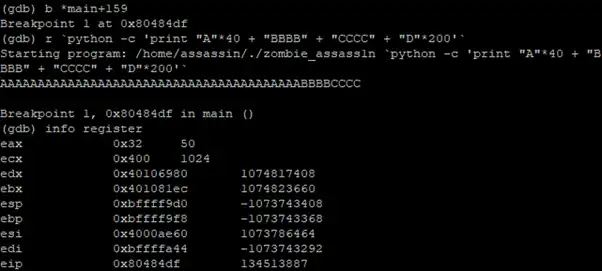 (gdb) b *main+159
Breakpoint 1 at 0x80484df
(gdb) r `python -c 'print "A"*40 + "BBBB" + "CCCC" + "D"*200'`
Starting program: /home/assassin/./zombie_assass1n `python -c 'print "A"*40 + "B
BBB" + "CCCC" + "D"*200'`
AAAAAAAAAAAAAAAAAAAAAAAAAAAAAAAAAAAAAAAABBBBCCCC
Breakpoint 1, 0x80484df in main ()
(gdb) info register
eax 0x32 50
ecx 0x400 1024
edx 0x40106980 1074817408
ebx 0x401081ec 1074823660
esp 0xbffff9d0 -1073743408
ebp 0xbffff9f8 -1073743368
esi 0x4000ae60 1073786464
edi 0xbffffa44 -1073743292
eip 0x80484df 134513887